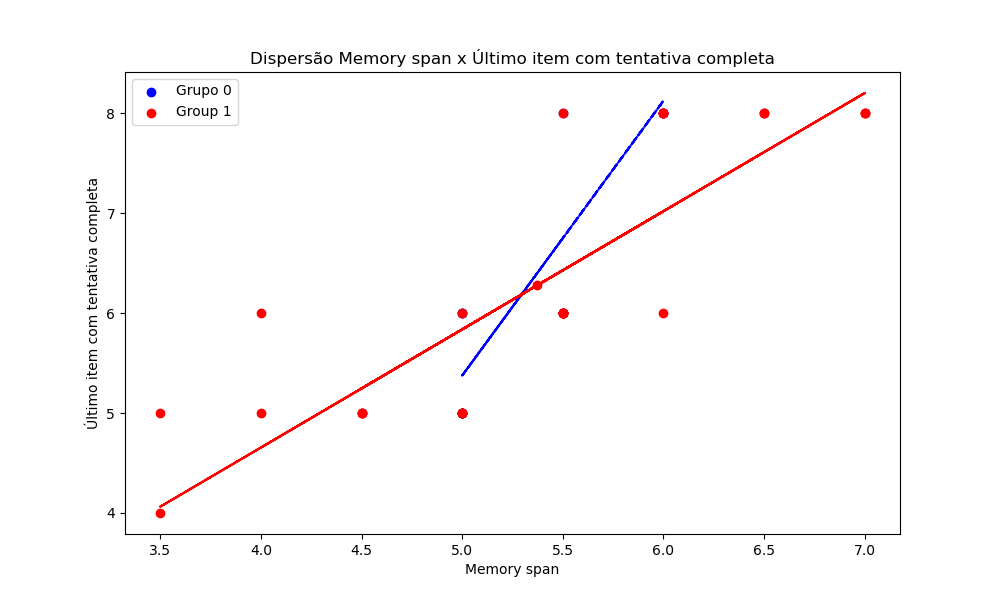 Dispersão Memory span x Último item com tentativa completa
Grupo 0
Group 1
Último item com tentativa completa
8
7
6
5
4
3.5 4.0 4.5 5.0 5.5 6.0 6.5 7.0
Memory span